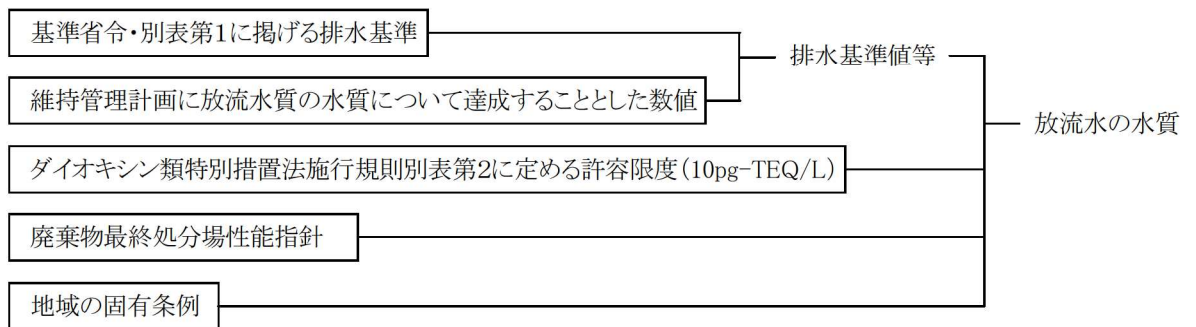 基準省令・別表第1に掲げる排水基準
排水基準値等
維持管理計画に放流水質の水質について達成することとした数値
放流水の水質
ダイオキシン類特別措置法施行規則別表第2に定める許容限度(10pg-TEQ/L)
廃棄物最終処分場性能指針
地域の固有条例